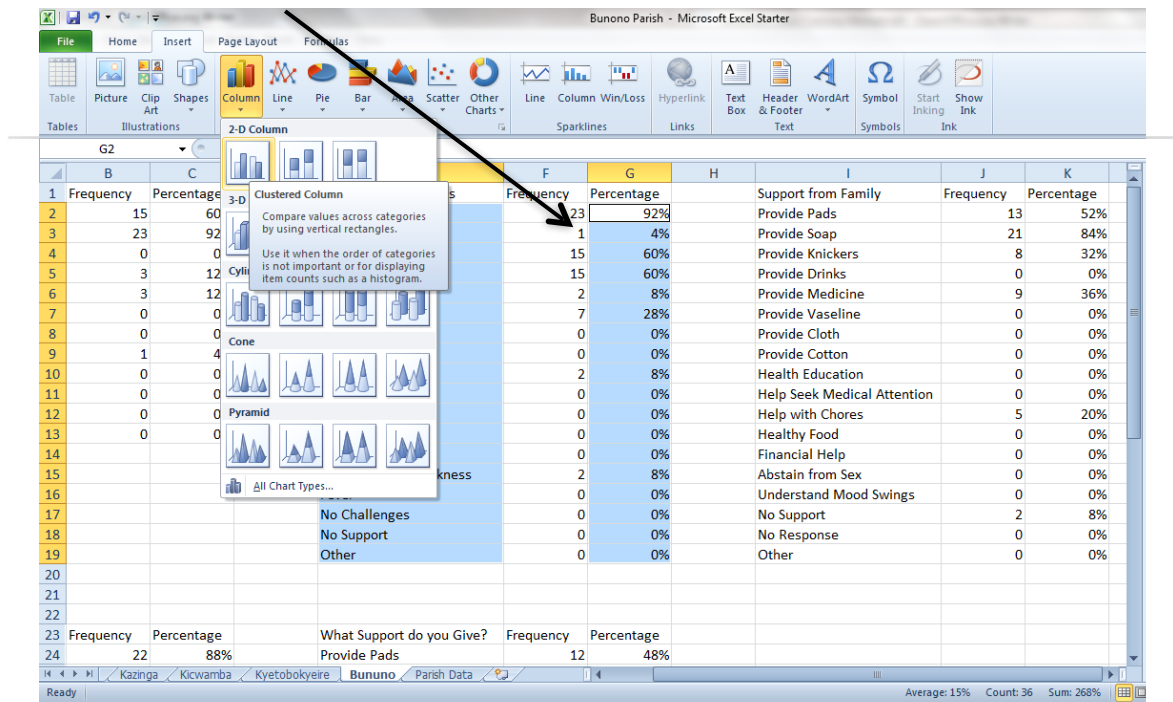 Bunono Parish - Microsoft Excel Starter
File Home Insert Page Layout Formulas
Table Picture Clip Art Shapes Column Line Pie Bar Area Scatter Other Charts Line Column Win/Loss Hyperlink Text Box Header & Footer WordArt Symbol Start Inking Show Ink
Tables Illustrations Sparklines Links Text Symbols Ink
G2
2-D Column
Clustered Column
Compare values across categories
by using vertical rectangles.
Use it when the order of categories
is not important or for displaying
item counts such as a histogram.
3-D
Cone
Pyramid
All Chart Types...
B C F G H I J K
1 Frequency Percentage Frequency Percentage Support from Family Frequency Percentage
2 15 60 23 92% Provide Pads 13 52%
3 23 92 1 4% Provide Soap 21 84%
4 0 0 15 60% Provide Knickers 8 32%
5 3 12 15 60% Provide Drinks 0 0%
6 3 12 2 8% Provide Medicine 9 36%
7 0 0 7 28% Provide Vaseline 0 0%
8 0 0 0 0% Provide Cloth 0 0%
9 1 4 0 0% Provide Cotton 0 0%
10 0 0 2 8% Health Education 0 0%
11 0 0 0 0% Help Seek Medical Attention 0 0%
12 0 0 0 0% Help with Chores 5 20%
13 0 0 0 0% Healthy Food 0 0%
14 0 0% Financial Help 0 0%
15 kness 2 8% Abstain from Sex 0 0%
16 0 0% Understand Mood Swings 0 0%
17 No Challenges 0 0% No Support 2 8%
18 No Support 0 0% No Response 0 0%
19 Other 0 0% Other 0 0%
20
21
22
23 Frequency Percentage What Support do you Give? Frequency Percentage
24 22 88% Provide Pads 12 48%
Kazinga Kicwamba Kyetobokyeire Bununo Parish Data
Ready Average: 15% Count: 36 Sum: 268%